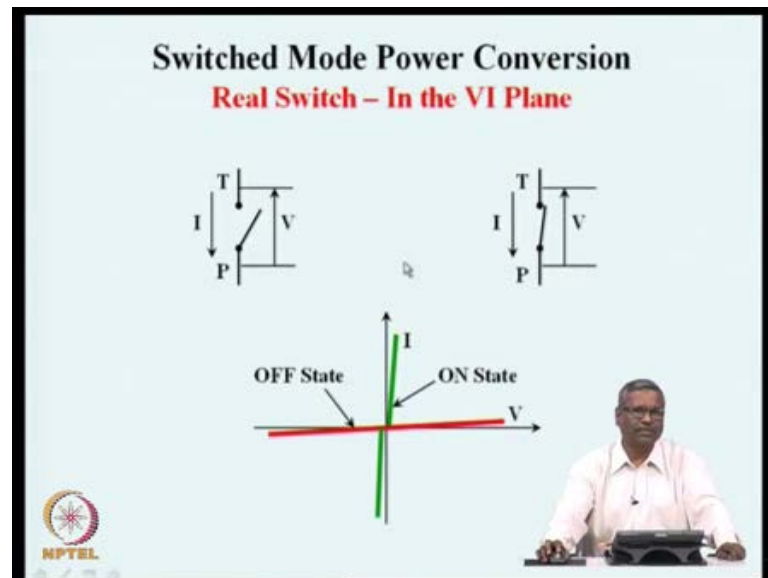 Switched Mode Power Conversion
Real Switch – In the VI Plane
T
I
V
P
T
I
V
P
I
OFF State
ON State
V
NPTEL